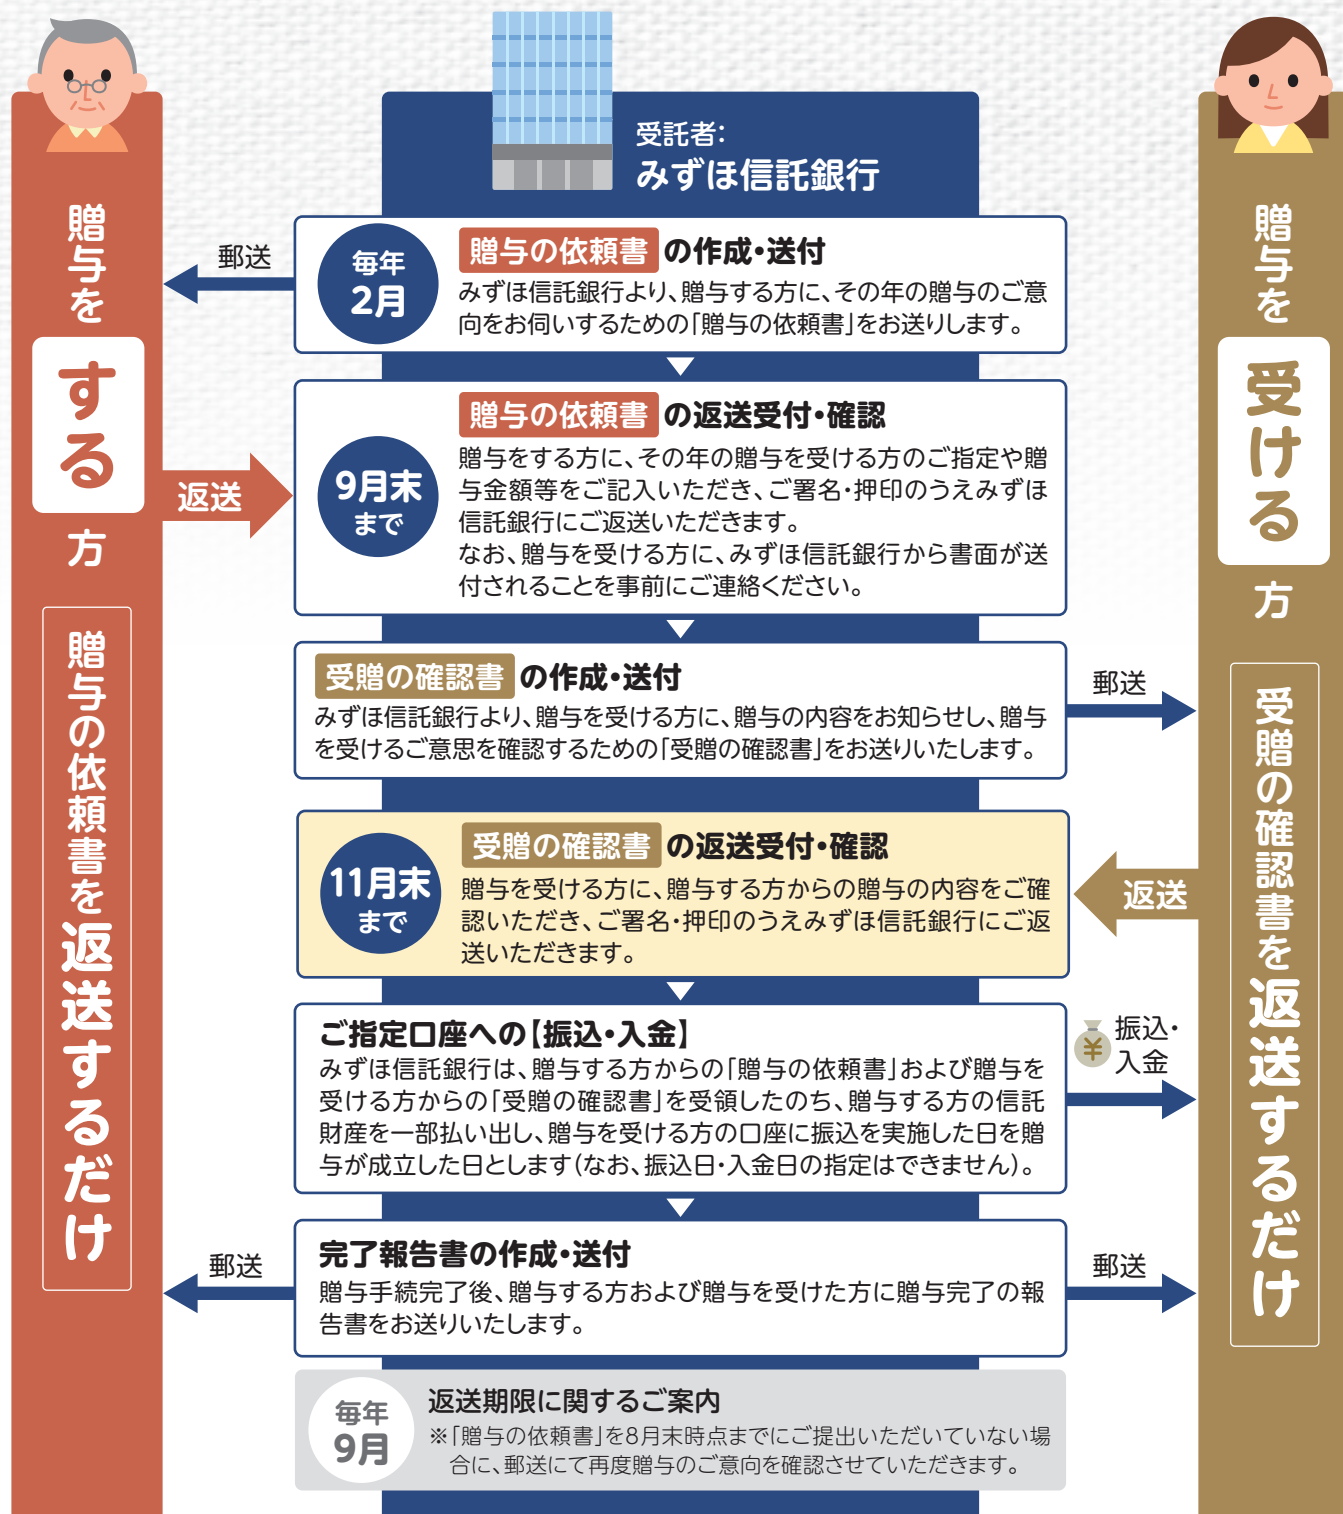 贈与を
する
方
贈与の依頼書を返送するだけ
受託者:
みずほ信託銀行
郵送
毎年
2月
贈与の依頼書 の作成・送付
みずほ信託銀行より、贈与する方に、その年の贈与のご意
向をお伺いするための「贈与の依頼書」をお送りします。
返送
9月末
まで
贈与の依頼書 の返送受付・確認
贈与をする方に、その年の贈与を受ける方のご指定や贈
与金額等をご記入いただき、ご署名・押印のうえみずほ
信託銀行にご返送いただきます。
なお、贈与を受ける方に、みずほ信託銀行から書面が送
付されることを事前にご連絡ください。
受贈の確認書 の作成・送付
みずほ信託銀行より、贈与を受ける方に、贈与の内容をお知らせし、贈与
を受けるご意思を確認するための「受贈の確認書」をお送りいたします。
郵送
11月末
まで
受贈の確認書 の返送受付・確認
贈与を受ける方に、贈与する方からの贈与の内容をご確
認いただき、ご署名・押印のうえみずほ信託銀行にご返
送いただきます。
返送
ご指定口座への【振込・入金】
みずほ信託銀行は、贈与する方からの「贈与の依頼書」および贈与を
受ける方からの「受贈の確認書」を受領したのち、贈与する方の信託
財産を一部払い出し、贈与を受ける方の口座に振込を実施した日を贈
与が成立した日とします(なお、振込日・入金日の指定はできません)。
¥
振込・
入金
郵送
完了報告書の作成・送付
贈与手続完了後、贈与する方および贈与を受けた方に贈与完了の報
告書をお送りいたします。
郵送
毎年
9月
返送期限に関するご案内
※「贈与の依頼書」を8月末時点までにご提出いただいていない場
合に、郵送にて再度贈与のご意向を確認させていただきます。
贈与を
受ける
方
受贈の確認書を返送するだけ